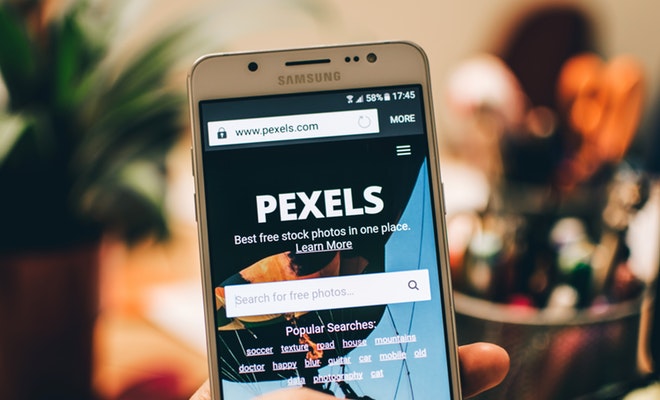 SAMSUNG
58% 17:45
www.pexels.com
MORE
PEXELS
Best free stock photos in one place.
Learn More
Search for free photos...
Popular Searches:
soccer texture road house mountains
doctor happy blur guitar car mobile old
data photography cat